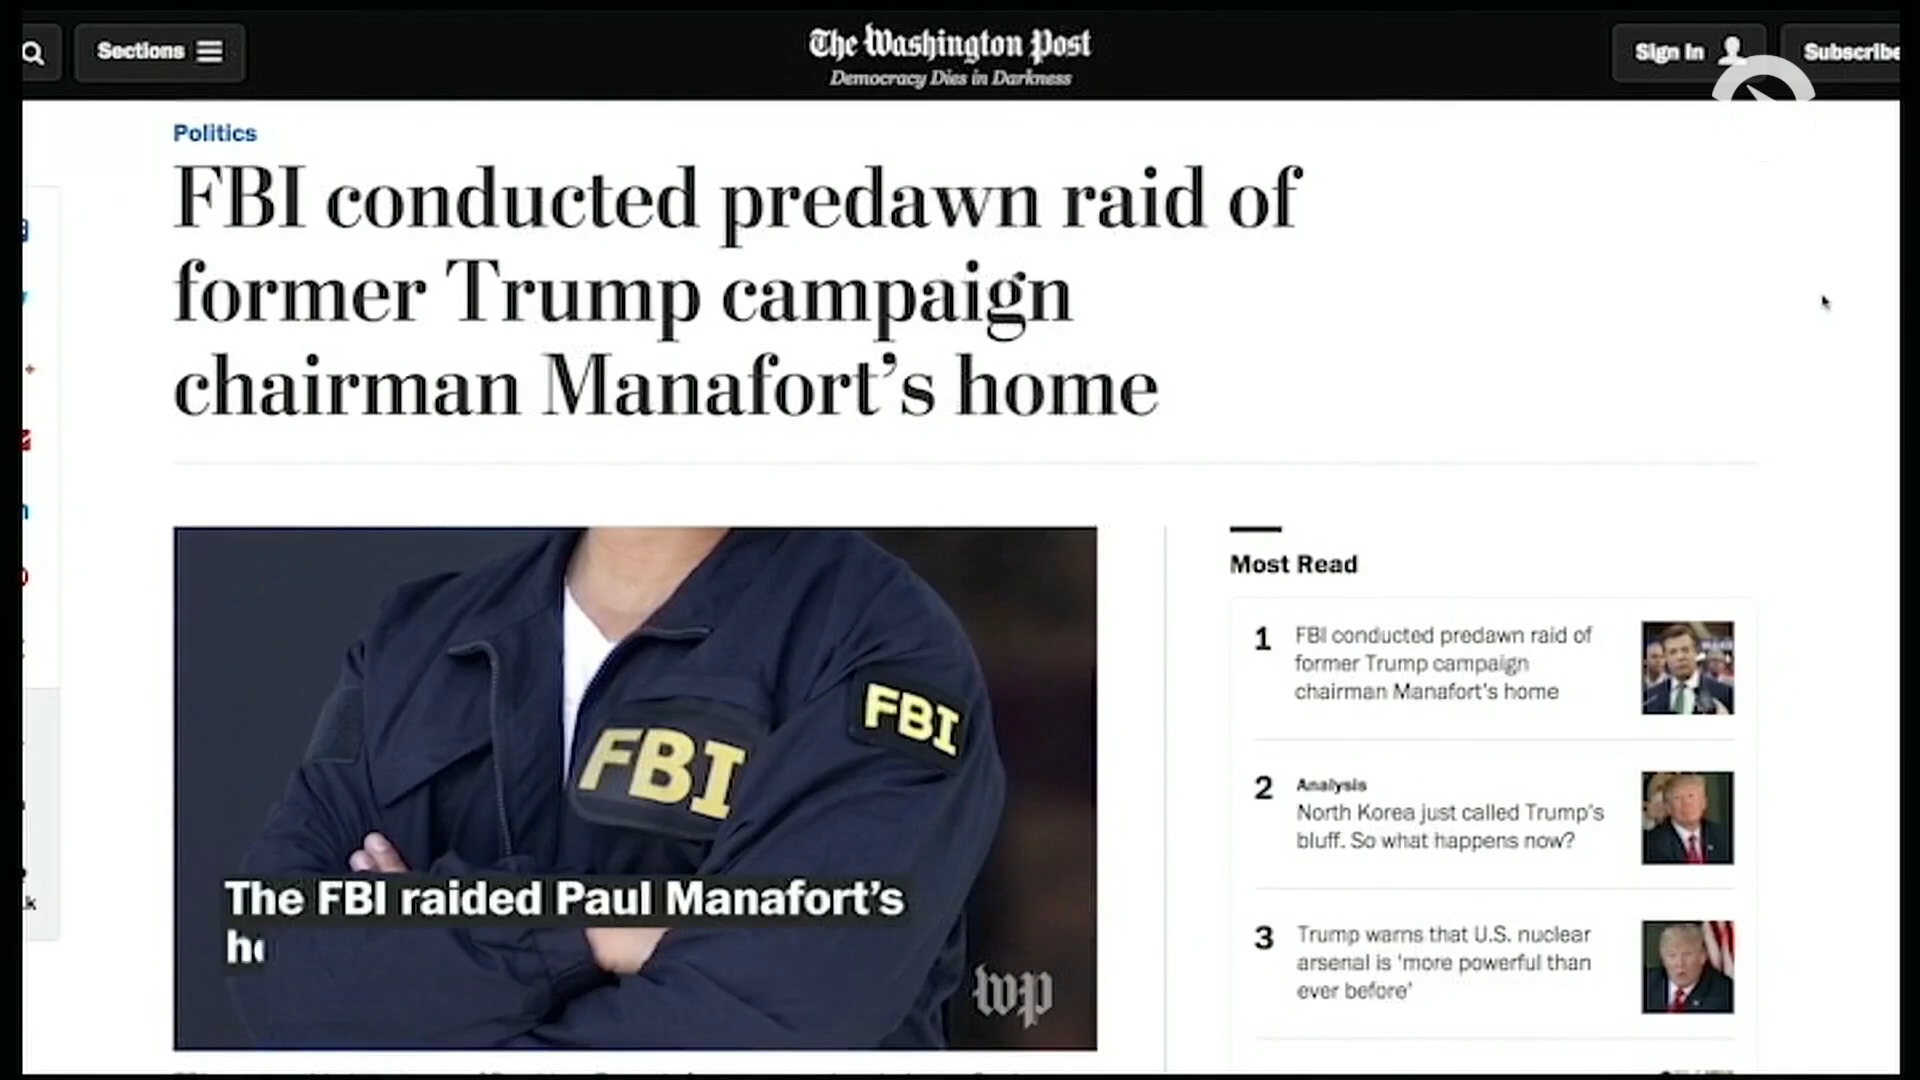 Sections
The Washington Post
Democracy Dies in Darkness
Sign In
Subscribe
Politics
FBI conducted predawn raid of
former Trump campaign
chairman Manafort's home
FBI
FBI
The FBI raided Paul Manafort's
wp
Most Read
1
FBI conducted predawn raid of
former Trump campaign
chairman Manafort's home
2
Analysis
North Korea just called Trump's
bluff. So what happens now?
3
Trump warns that U.S. nuclear
arsenal is 'more powerful than
ever before'